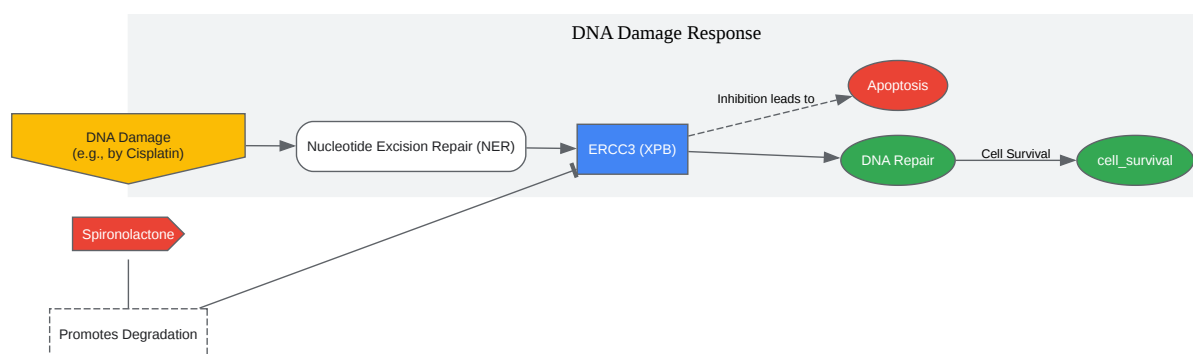 DNA Damage Response
DNA Damage
(e.g., by Cisplatin)
Nucleotide Excision Repair (NER)
ERCC3 (XPB)
Inhibition leads to
Apoptosis
DNA Repair
Cell Survival
cell_survival
Spironolactone
Promotes Degradation